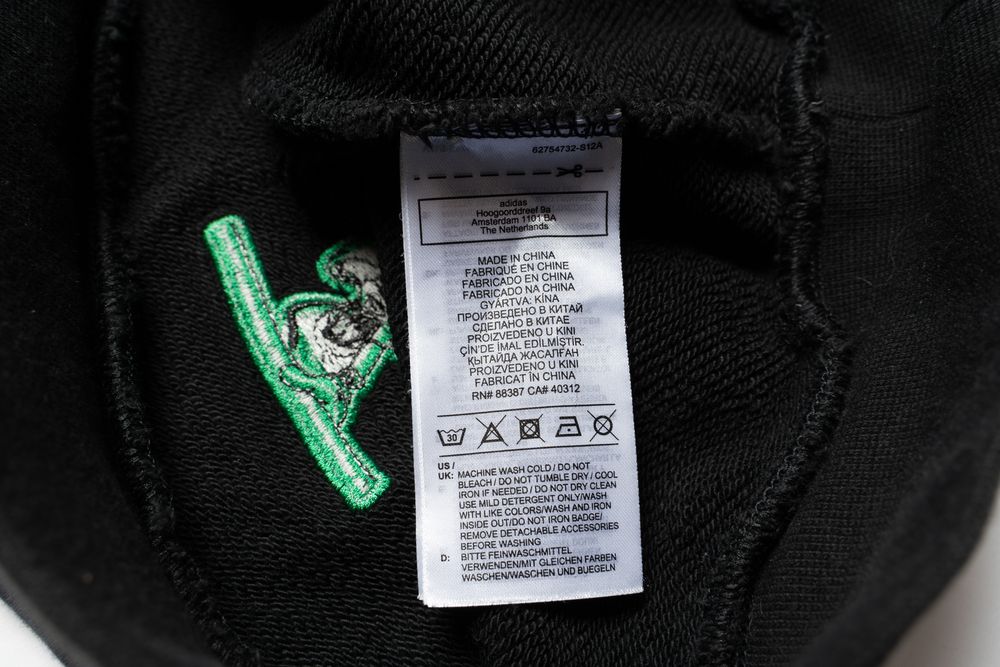 62754732-S12A
adidas
Hoogoorddreef 9a
Amsterdam 1101 BA
The Netherlands
MADE IN CHINA
FABRIQUÉ EN CHINE
FABRICADO EN CHINA
FABRICADO NA CHINA
GYÁRTVA: KÍNA
ПРОИЗВЕДЕНО В КИТАЙ
СДЕЛАНО В КИТАЕ
PROIZVEDENO U KINI
ÇİN'DE İMAL EDİLMİŞTİR.
ҚЫТАЙДА ЖАСАЛҒАН
PROIZVEDENO U KINI
FABRICAT ÎN CHINA
RN# 88387 CA# 40312
30
US /
UK: MACHINE WASH COLD / DO NOT
BLEACH / DO NOT TUMBLE DRY / COOL
IRON IF NEEDED / DO NOT DRY CLEAN
USE MILD DETERGENT ONLY/WASH
WITH LIKE COLORS/WASH AND IRON
INSIDE OUT/DO NOT IRON BADGE/
REMOVE DETACHABLE ACCESSORIES
BEFORE WASHING
D: BITTE FEINWASCHMITTEL
VERWENDEN/MIT GLEICHEN FARBEN
WASCHEN/WASCHEN UND BUEGELN